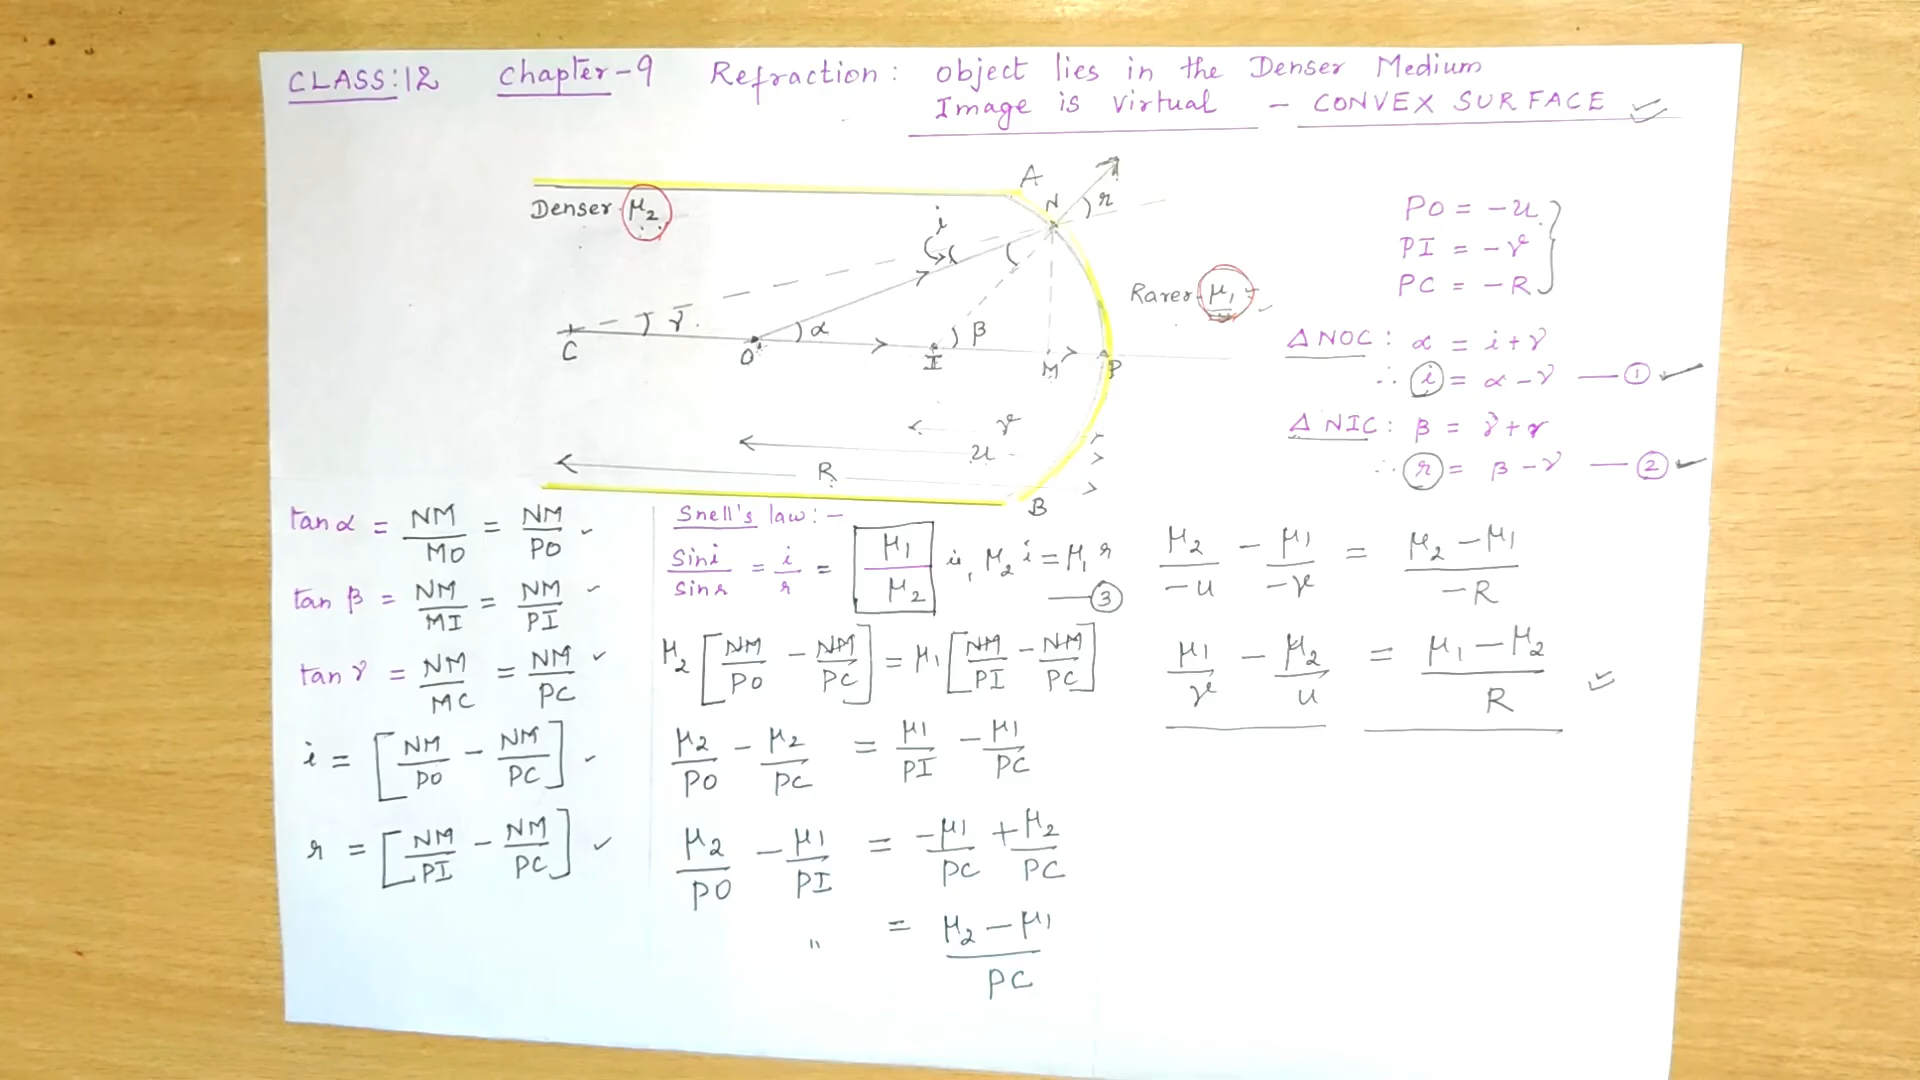 CLASS:12 Chapter-9 Refraction: object lies in the Denser Medium
Image is virtual - CONVEX SURFACE
A
N
r
Denser μ2
i
Rarer μ1
γ
α
β
C
O
I
M
P
v
u
R
B
PO = -u
PI = -v
PC = -R
Δ NOC: α = i+γ
∴ i = α-γ — ①
Δ NIC: β = γ+r
∴ r = β-γ — ②
tan α = NM/MO = NM/PO
tan β = NM/MI = NM/PI
tan γ = NM/MC = NM/PC
i = [NM/PO - NM/PC]
r = [NM/PI - NM/PC]
Snell's law:-
Sin i/Sin r = i/r = μ1/μ2 ie, μ2 i = μ1 r
— ③
μ2 [NM/PO - NM/PC] = μ1 [NM/PI - NM/PC]
μ2/PO - μ2/PC = μ1/PI - μ1/PC
μ2/PO - μ1/PI = -μ1/PC + μ2/PC
" = μ2-μ1/PC
μ2/-u - μ1/-v = μ2-μ1/-R
μ1/v - μ2/u = μ1-μ2/R